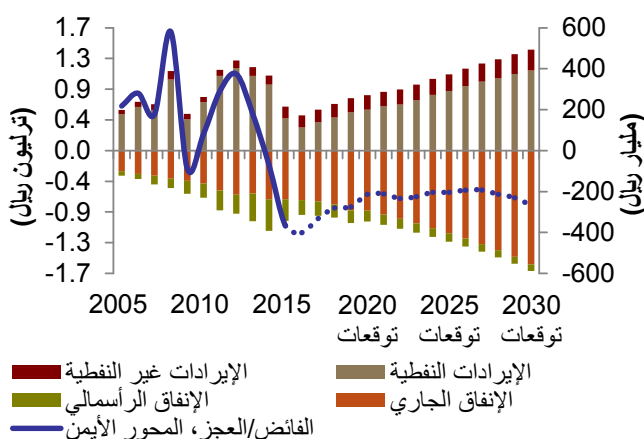 1.7
1.3
0.9
0.4
0.0
-0.4
-0.9
-1.3
-1.7
(ترليون ريال)
600
400
200
0
-200
-400
-600
(مليار ريال)
2005 2010 2015 2020 2025 2030
توقعات توقعات توقعات
الإيرادات النفطية
الإيرادات غير النفطية
الإنفاق الجاري
الإنفاق الرأسمالي
الفائض/العجز، المحور الأيمن